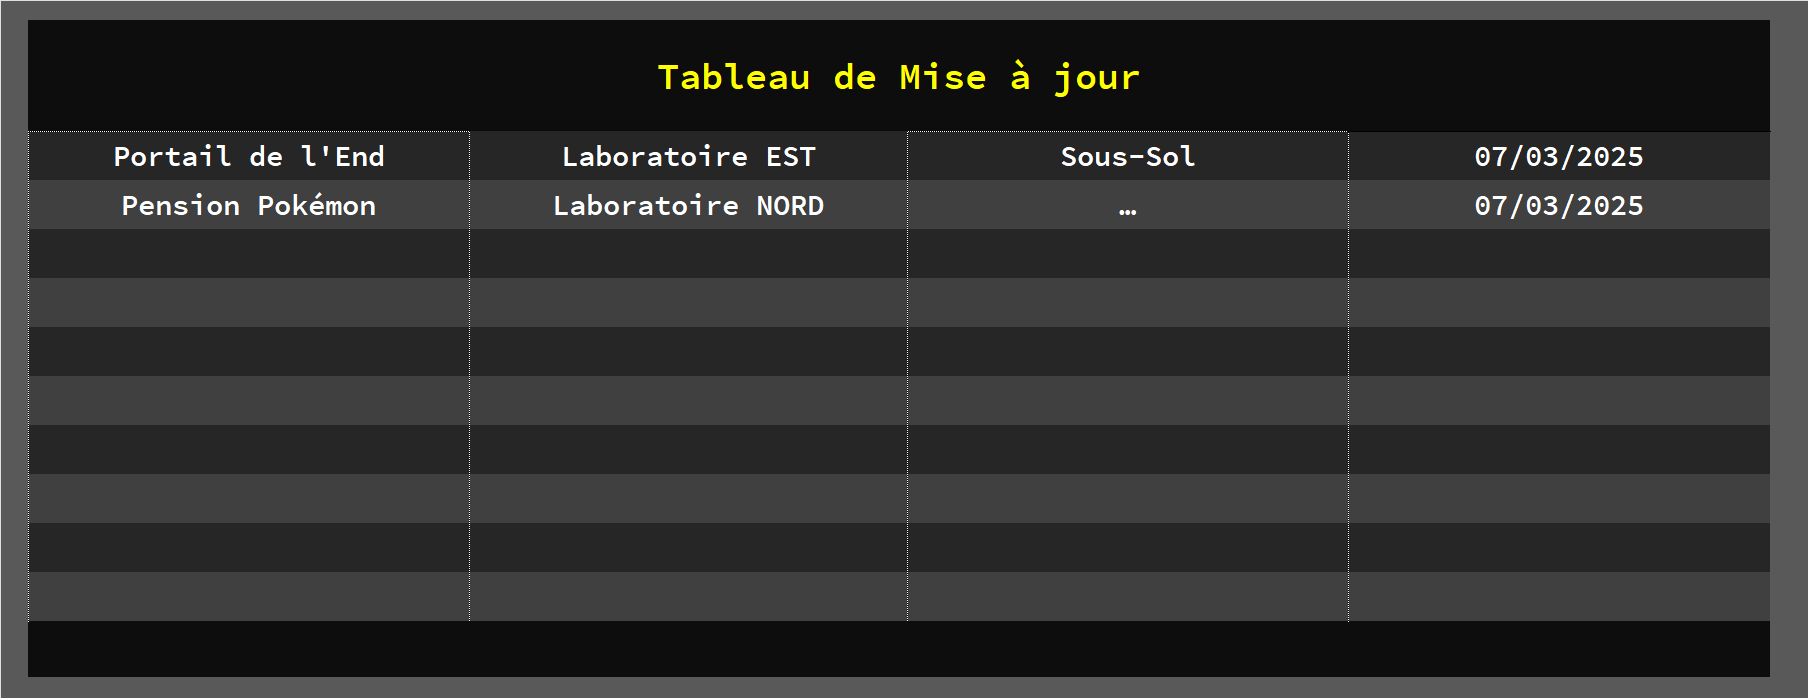 Tableau de Mise à jour
Portail de l'End Laboratoire EST Sous-Sol 07/03/2025
Pension Pokémon Laboratoire NORD … 07/03/2025